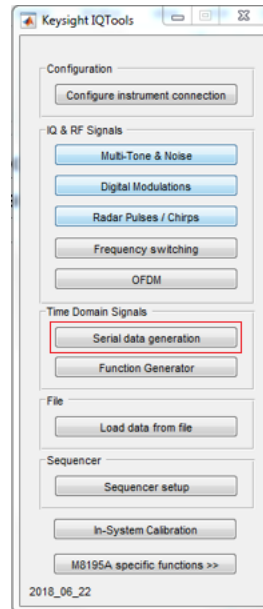 Keysight IQTools
Configuration
Configure instrument connection
IQ & RF Signals
Multi-Tone & Noise
Digital Modulations
Radar Pulses / Chirps
Frequency switching
OFDM
Time Domain Signals
Serial data generation
Function Generator
File
Load data from file
Sequencer
Sequencer setup
In-System Calibration
M8195A specific functions >>
2018_06_22